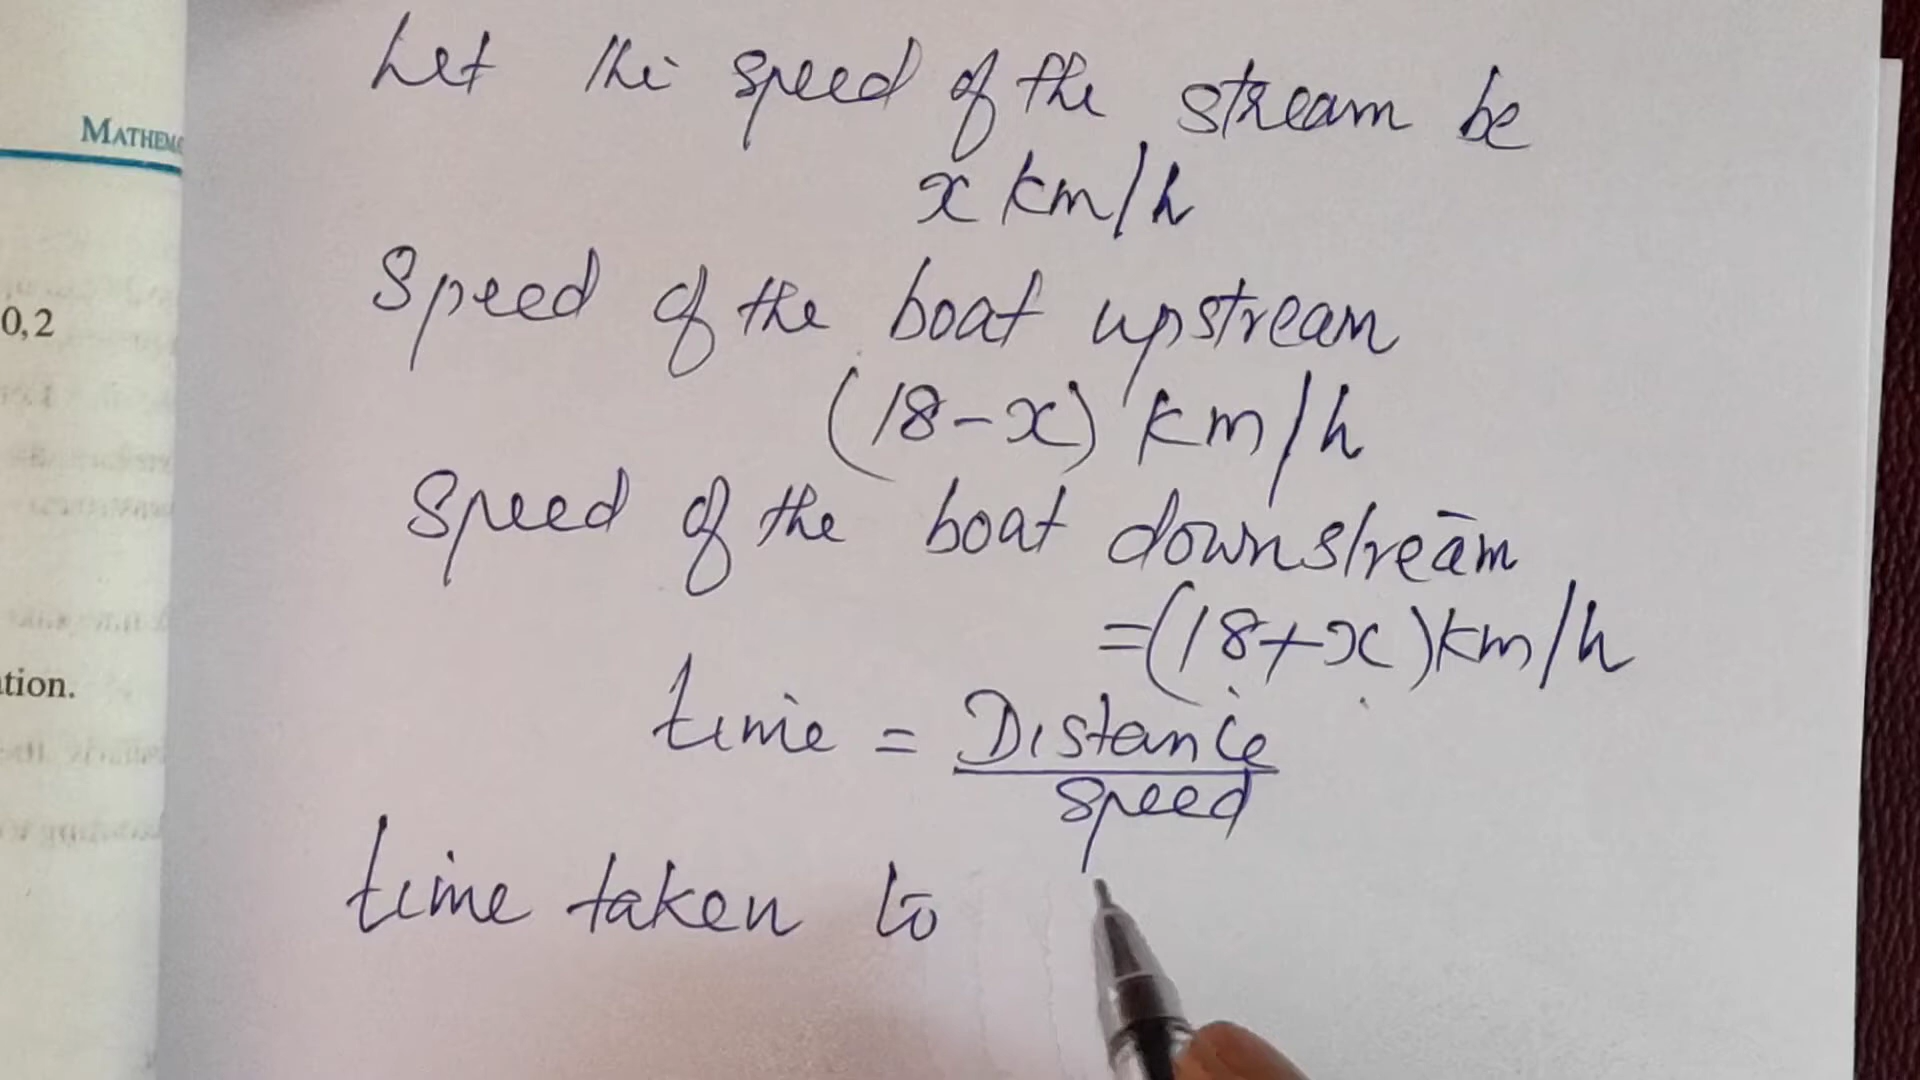 MATHEMA
0,2
tion.
Let the speed of the stream be
x km/h
Speed of the boat upstream
(18-x) km/h
Speed of the boat downstream
=(18+x)km/h
time = Distance
speed
time taken to